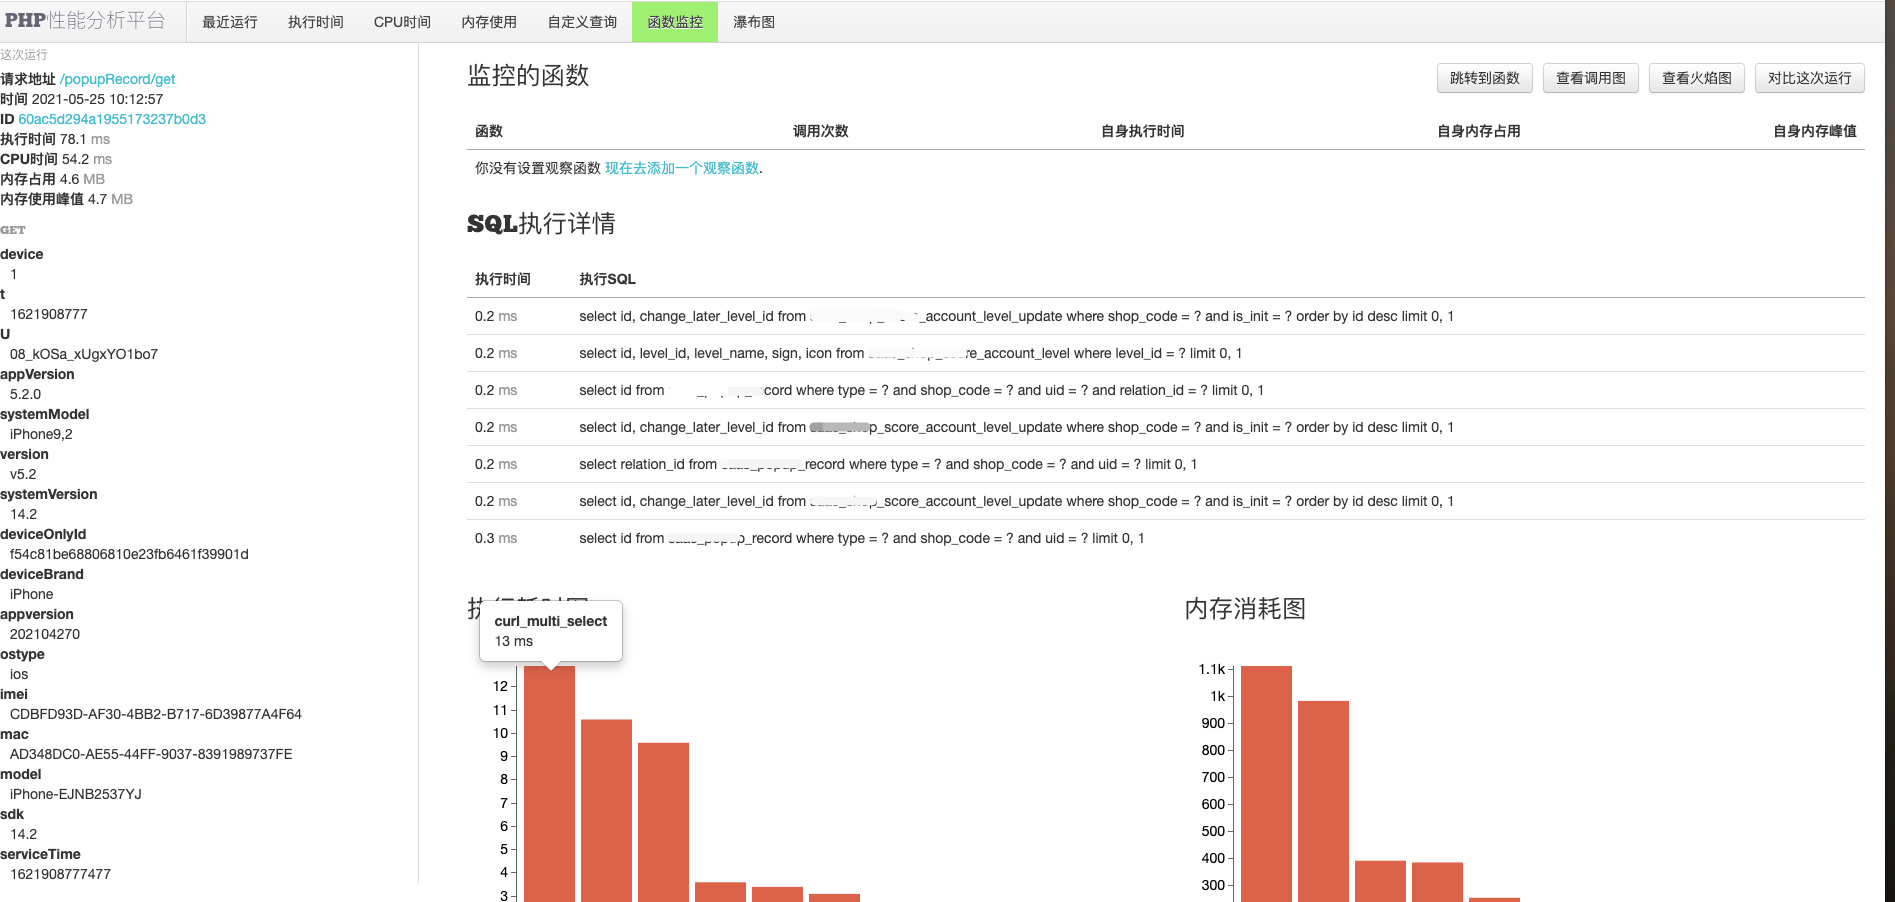 PHP性能分析平台 最近运行 执行时间 CPU时间 内存使用 自定义查询 函数监控 瀑布图
这次运行
请求地址 /popupRecord/get
时间 2021-05-25 10:12:57
ID 60ac5d294a1955173237b0d3
执行时间 78.1 ms
CPU时间 54.2 ms
内存占用 4.6 MB
内存使用峰值 4.7 MB
GET
device
1
t
1621908777
U
08_kOSa_xUgxYO1bo7
appVersion
5.2.0
systemModel
iPhone9,2
version
v5.2
systemVersion
14.2
deviceOnlyId
f54c81be68806810e23fb6461f39901d
deviceBrand
iPhone
appversion
202104270
ostype
ios
imei
CDBFD93D-AF30-4BB2-B717-6D39877A4F64
mac
AD348DC0-AE55-44FF-9037-8391989737FE
model
iPhone-EJNB2537YJ
sdk
14.2
serviceTime
1621908777477
监控的函数
跳转到函数 查看调用图 查看火焰图 对比这次运行
函数 调用次数 自身执行时间 自身内存占用 自身内存峰值
你没有设置观察函数 现在去添加一个观察函数.
SQL执行详情
执行时间 执行SQL
0.2 ms select id, change_later_level_id from _account_level_update where shop_code = ? and is_init = ? order by id desc limit 0, 1
0.2 ms select id, level_id, level_name, sign, icon from re_account_level where level_id = ? limit 0, 1
0.2 ms select id from cord where type = ? and shop_code = ? and uid = ? and relation_id = ? limit 0, 1
0.2 ms select id, change_later_level_id from p_score_account_level_update where shop_code = ? and is_init = ? order by id desc limit 0, 1
0.2 ms select relation_id from _record where type = ? and shop_code = ? and uid = ? limit 0, 1
0.2 ms select id, change_later_level_id from _score_account_level_update where shop_code = ? and is_init = ? order by id desc limit 0, 1
0.3 ms select id from p_record where type = ? and shop_code = ? and uid = ? limit 0, 1
curl_multi_select
13 ms
12
11
10
9
8
7
6
5
4
3
内存消耗图
1.1k
1k
900
800
700
600
500
400
300